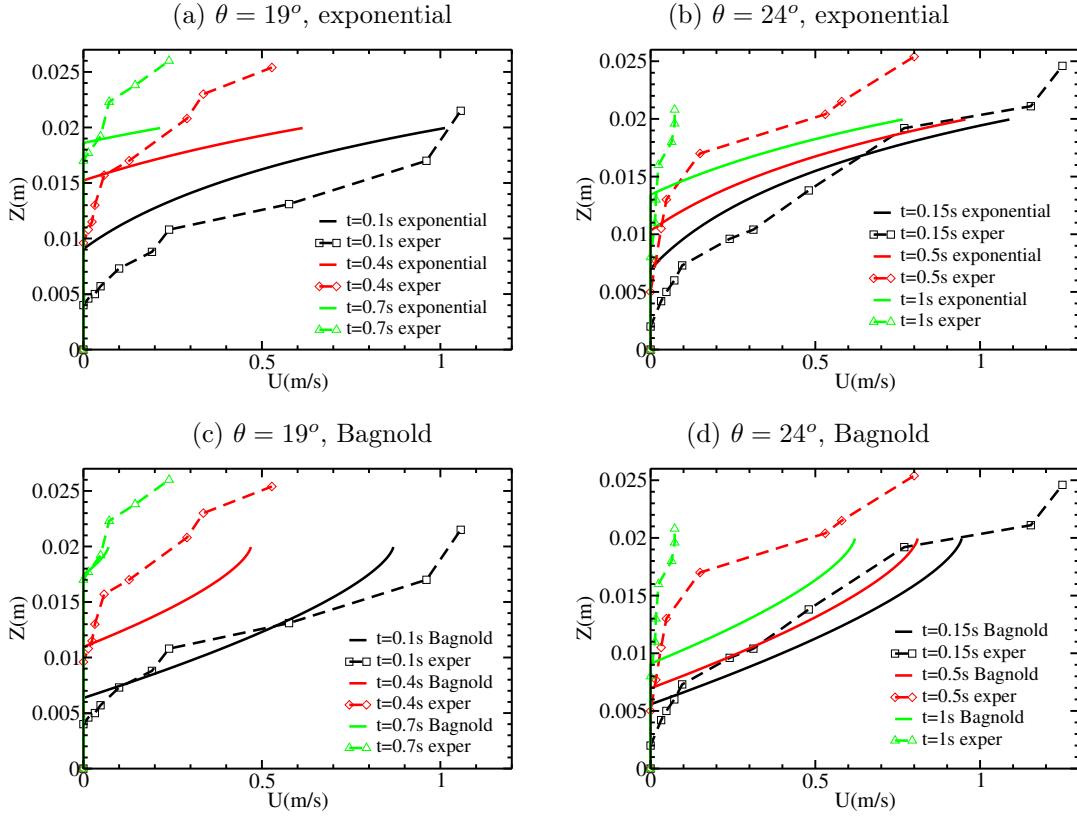 (a) θ = 19°, exponential
0.025
0.02
0.015
0.01
0.005
0
Z(m)
0
0.5
1
U(m/s)
t=0.1s exponential
t=0.1s exper
t=0.4s exponential
t=0.4s exper
t=0.7s exponential
t=0.7s exper
(b) θ = 24°, exponential
0.025
0.02
0.015
0.01
0.005
0
Z(m)
0
0.5
1
U(m/s)
t=0.15s exponential
t=0.15s exper
t=0.5s exponential
t=0.5s exper
t=1s exponential
t=1s exper
(c) θ = 19°, Bagnold
0.025
0.02
0.015
0.01
0.005
0
Z(m)
0
0.5
1
U(m/s)
t=0.1s Bagnold
t=0.1s exper
t=0.4s Bagnold
t=0.4s exper
t=0.7s Bagnold
t=0.7s exper
(d) θ = 24°, Bagnold
0.025
0.02
0.015
0.01
0.005
0
Z(m)
0
0.5
1
U(m/s)
t=0.15s Bagnold
t=0.15s exper
t=0.5s Bagnold
t=0.5s exper
t=1s Bagnold
t=1s exper